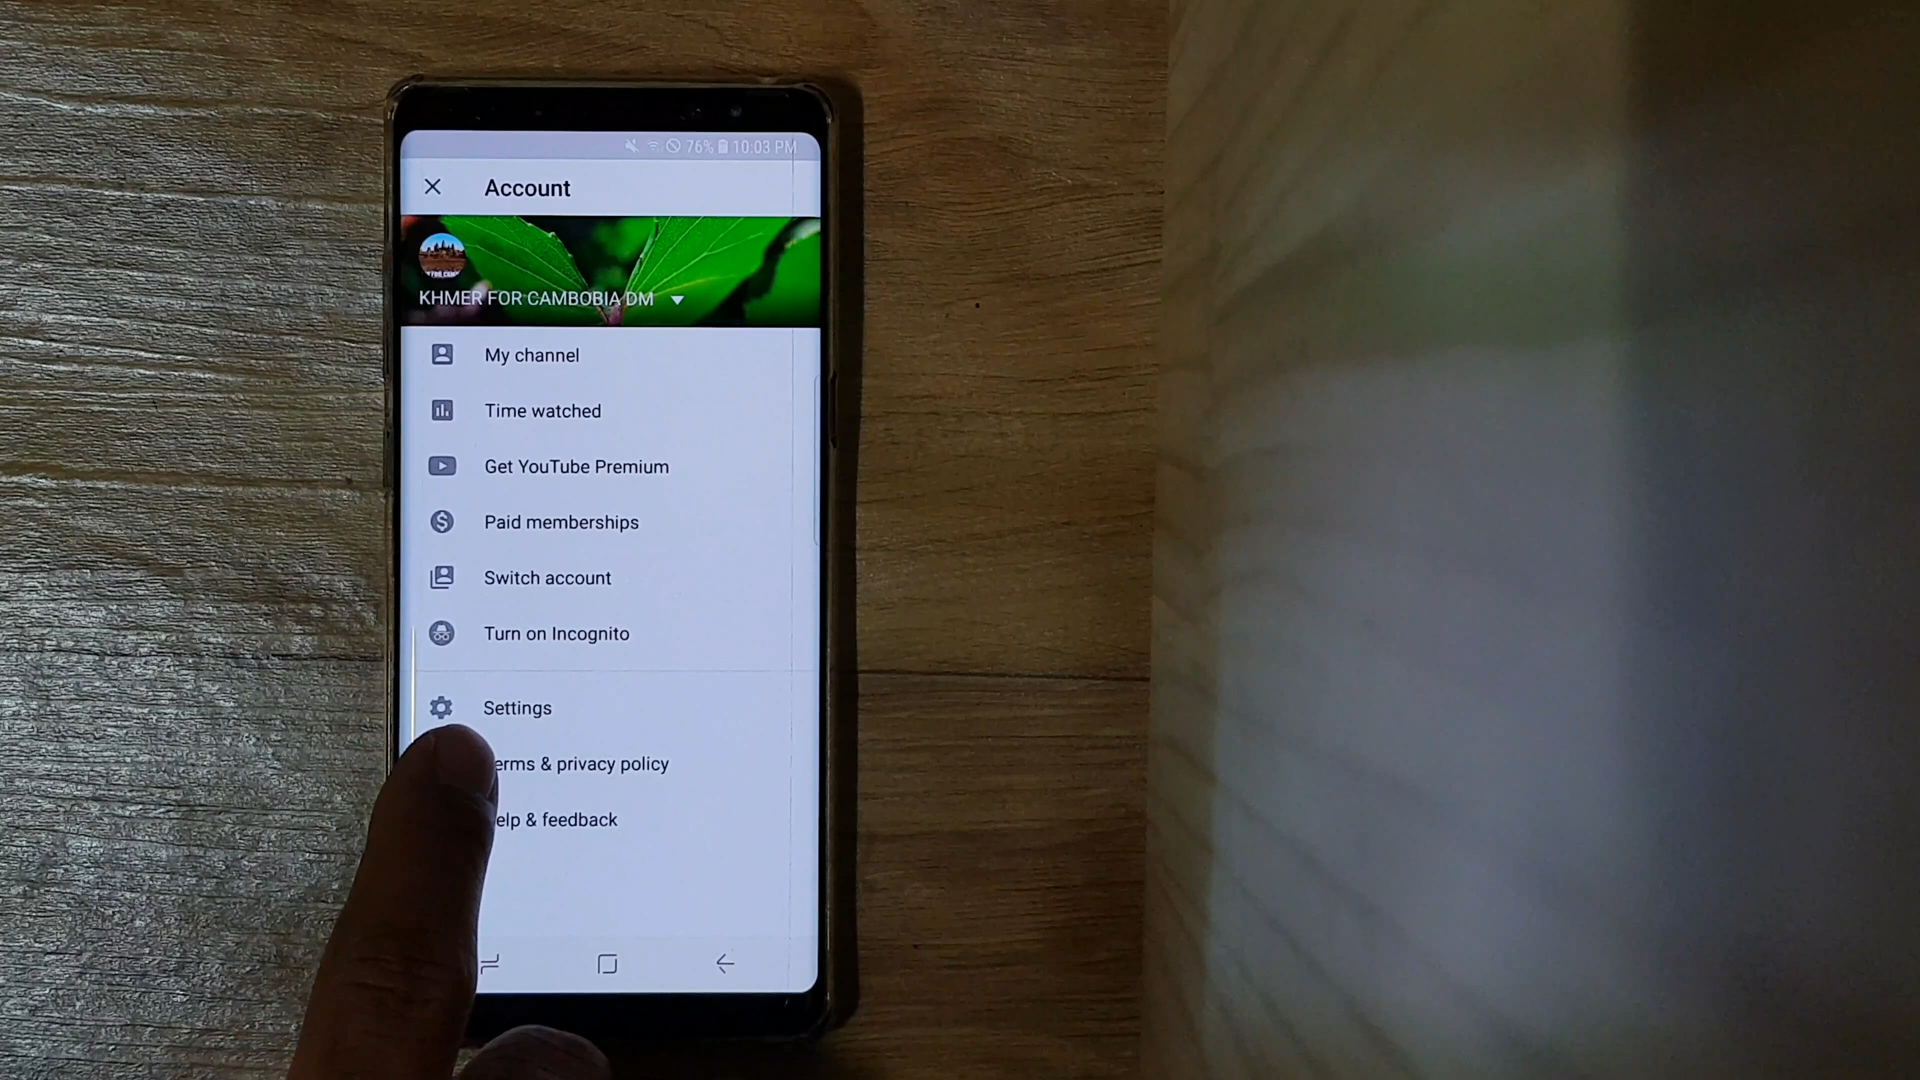 76% 10:03 PM
Account
KHMER FOR CAMBOBIA DM
My channel
Time watched
Get YouTube Premium
Paid memberships
Switch account
Turn on Incognito
Settings
erms & privacy policy
elp & feedback